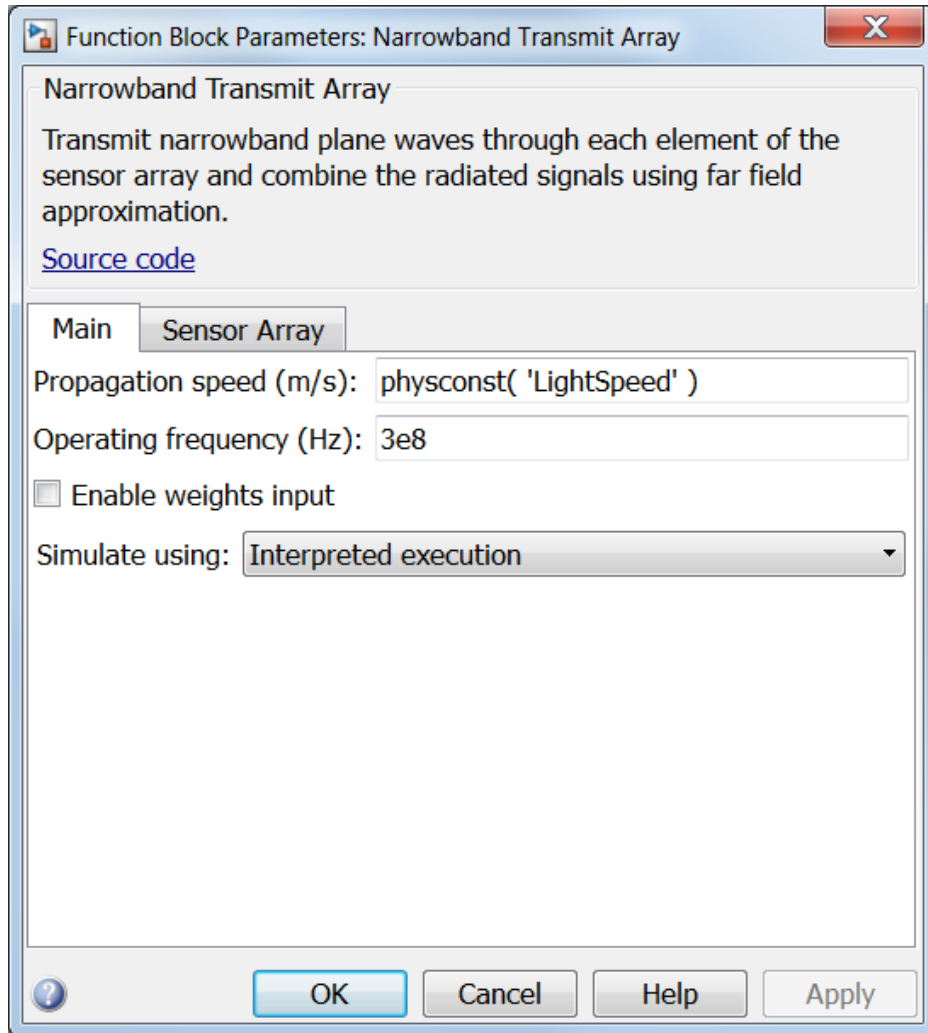 Function Block Parameters: Narrowband Transmit Array
X
Narrowband Transmit Array
Transmit narrowband plane waves through each element of the
sensor array and combine the radiated signals using far field
approximation.
Source code
Main Sensor Array
Propagation speed (m/s): physconst( 'LightSpeed' )
Operating frequency (Hz): 3e8
Enable weights input
Simulate using: Interpreted execution
? OK Cancel Help Apply